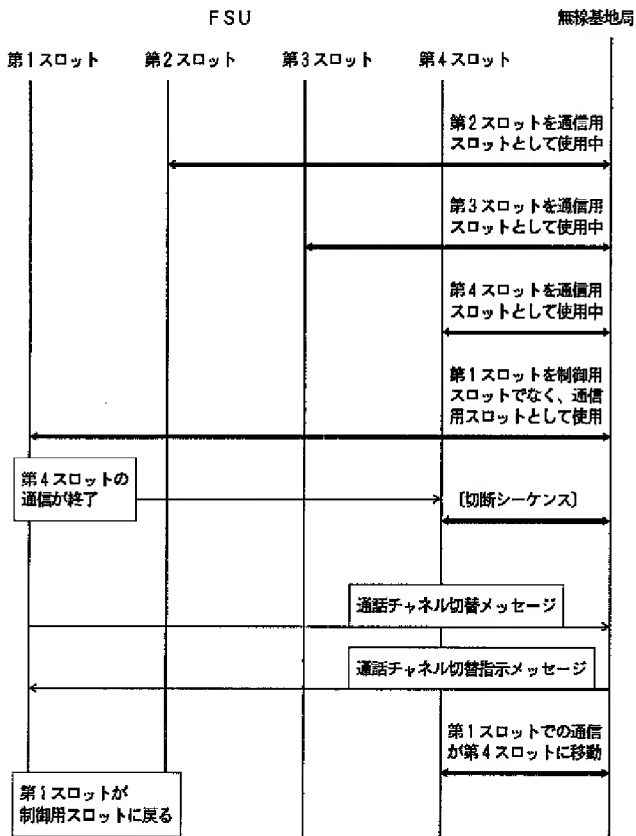 FSU
無線基地局
第1スロット
第2スロット
第3スロット
第4スロット
第2スロットを通信用
スロットとして使用中
第3スロットを通信用
スロットとして使用中
第4スロットを通信用
スロットとして使用中
第1スロットを制御用
スロットでなく、通信
用スロットとして使用
第4スロットの
通信が終了
〔切断シーケンス〕
通話チャネル切替メッセージ
通話チャネル切替指示メッセージ
第1スロットでの通信
が第4スロットに移動
第1スロットが
制御用スロットに戻る